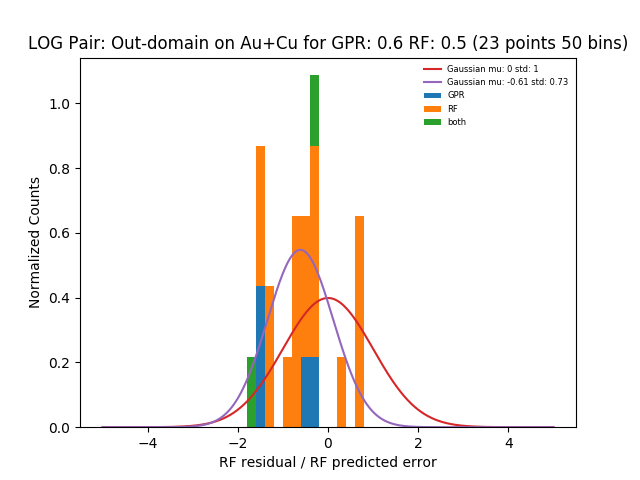 LOG Pair: Out-domain on Au+Cu for GPR: 0.6 RF: 0.5 (23 points 50 bins)
Gaussian mu: 0 std: 1
Gaussian mu: -0.61 std: 0.73
GPR
RF
both
Normalized Counts
1.0
0.8
0.6
0.4
0.2
0.0
−4 −2 0 2 4
RF residual / RF predicted error